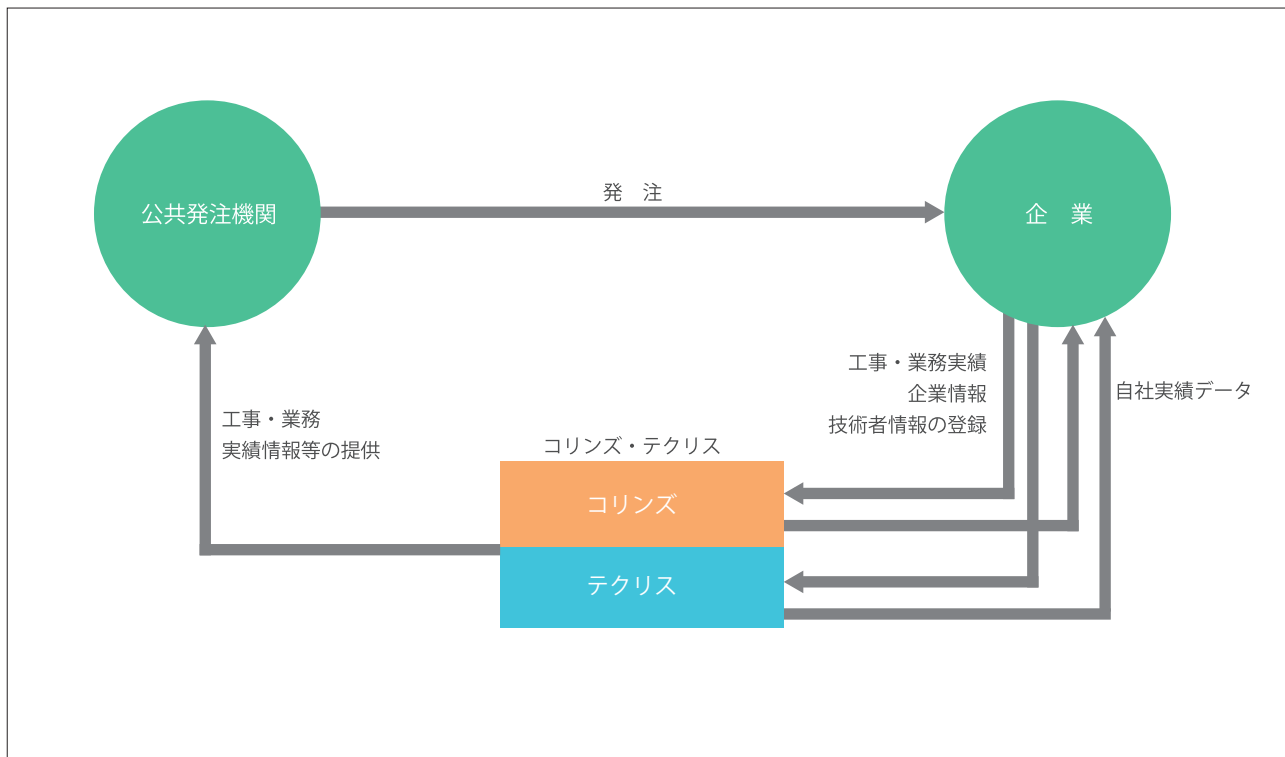 発　注
公共発注機関
企　業
工事・業務実績
企業情報
技術者情報の登録
自社実績データ
工事・業務
実績情報等の提供
コリンズ・テクリス
コリンズ
テクリス